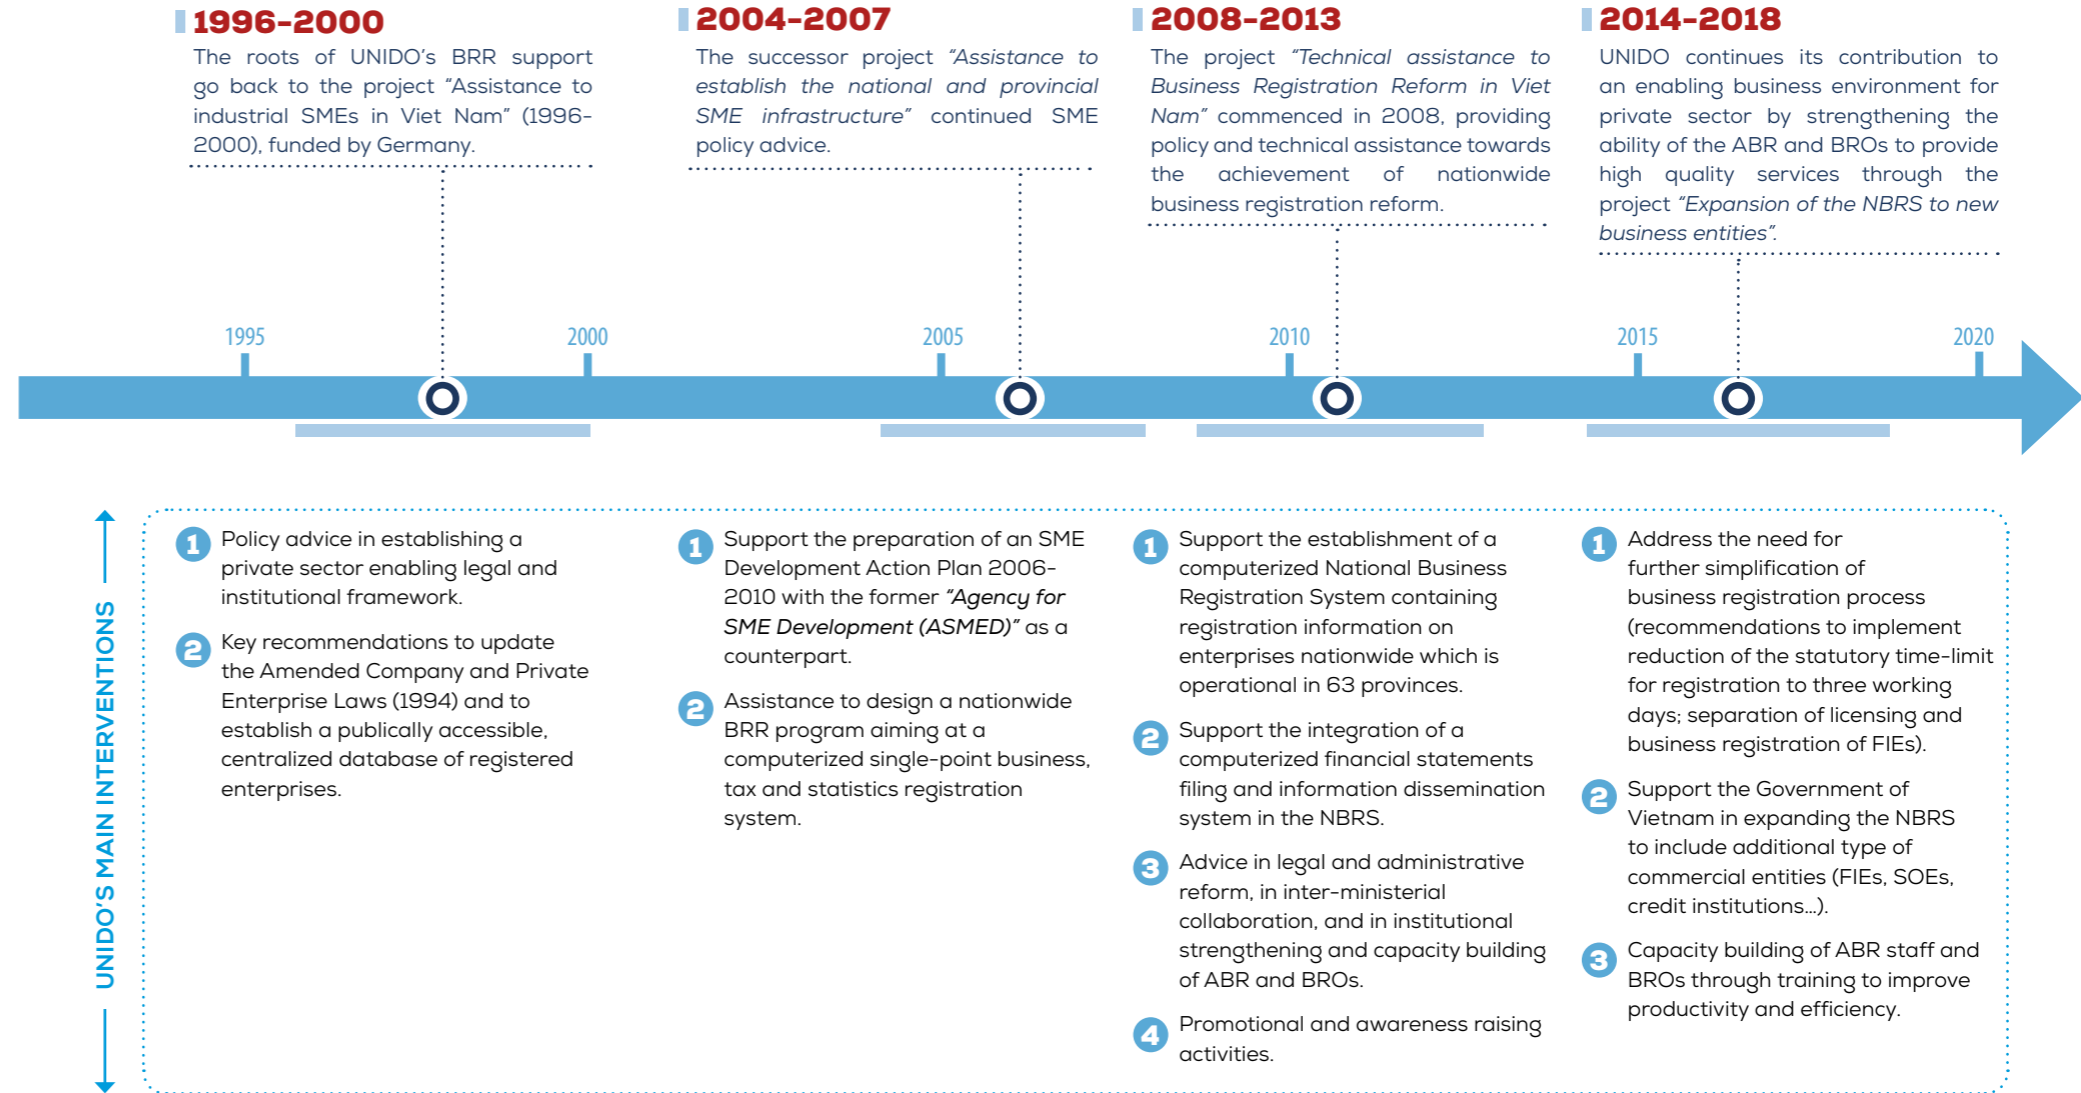 1996-2000
The roots of UNIDO's BRR support
go back to the project "Assistance to
industrial SMEs in Viet Nam" (1996-
2000), funded by Germany.
2004-2007
The successor project "Assistance to
establish the national and provincial
SME infrastructure" continued SME
policy advice.
2008-2013
The project "Technical assistance to
Business Registration Reform in Viet
Nam" commenced in 2008, providing
policy and technical assistance towards
the achievement of nationwide
business registration reform.
2014-2018
UNIDO continues its contribution to
an enabling business environment for
private sector by strengthening the
ability of the ABR and BROs to provide
high quality services through the
project "Expansion of the NBRS to new
business entities".
1995
2000
2005
2010
2015
2020
UNIDO'S MAIN INTERVENTIONS
1 Policy advice in establishing a
private sector enabling legal and
institutional framework.
2 Key recommendations to update
the Amended Company and Private
Enterprise Laws (1994) and to
establish a publically accessible,
centralized database of registered
enterprises.
1 Support the preparation of an SME
Development Action Plan 2006-
2010 with the former "Agency for
SME Development (ASMED)" as a
counterpart.
2 Assistance to design a nationwide
BRR program aiming at a
computerized single-point business,
tax and statistics registration
system.
1 Support the establishment of a
computerized National Business
Registration System containing
registration information on
enterprises nationwide which is
operational in 63 provinces.
2 Support the integration of a
computerized financial statements
filing and information dissemination
system in the NBRS.
3 Advice in legal and administrative
reform, in inter-ministerial
collaboration, and in institutional
strengthening and capacity building
of ABR and BROs.
4 Promotional and awareness raising
activities.
1 Address the need for
further simplification of
business registration process
(recommendations to implement
reduction of the statutory time-limit
for registration to three working
days; separation of licensing and
business registration of FIEs).
2 Support the Government of
Vietnam in expanding the NBRS
to include additional type of
commercial entities (FIEs, SOEs,
credit institutions...).
3 Capacity building of ABR staff and
BROs through training to improve
productivity and efficiency.